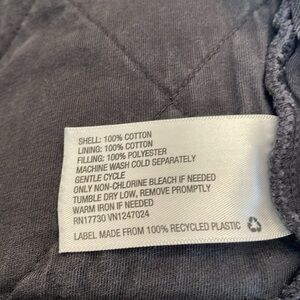 SHELL: 100% COTTON
LINING: 100% COTTON
FILLING: 100% POLYESTER
MACHINE WASH COLD SEPARATELY
GENTLE CYCLE
ONLY NON-CHLORINE BLEACH IF NEEDED
TUMBLE DRY LOW, REMOVE PROMPTLY
WARM IRON IF NEEDED
RN17730 VN1247024
LABEL MADE FROM 100% RECYCLED PLASTIC